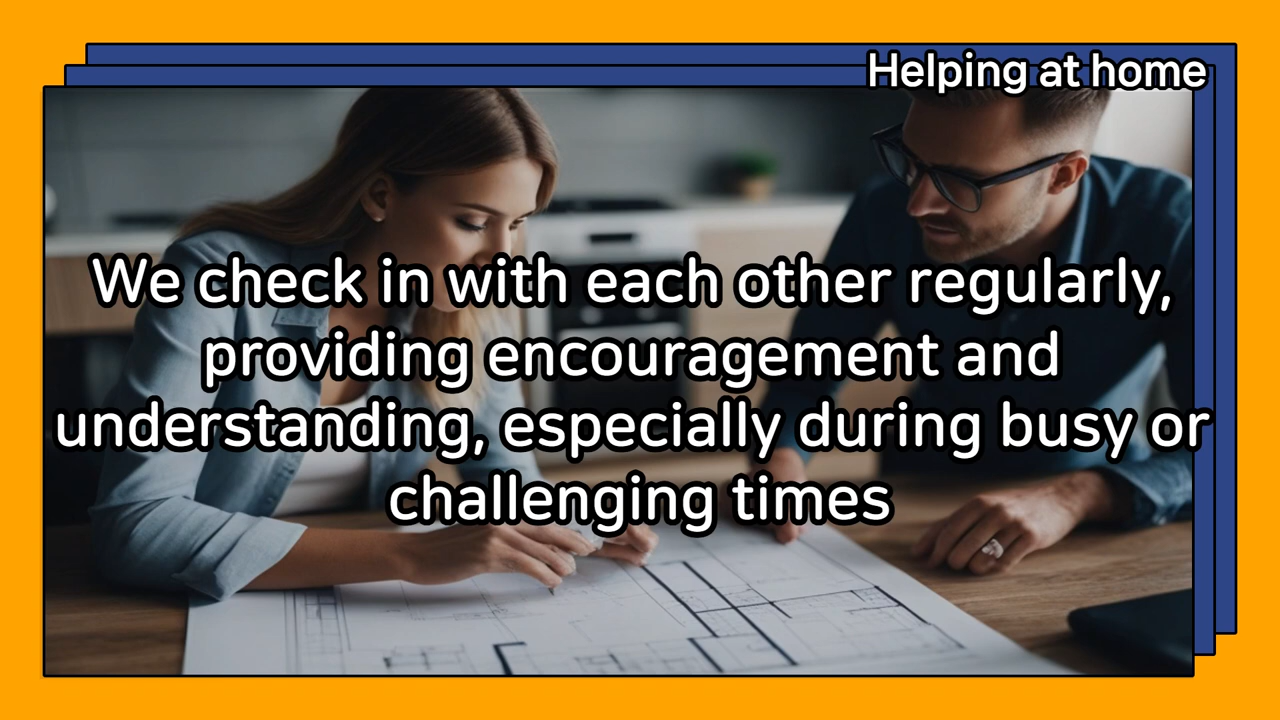 Helping at home
We check in with each other regularly,
providing encouragement and
understanding, especially during busy or
challenging times